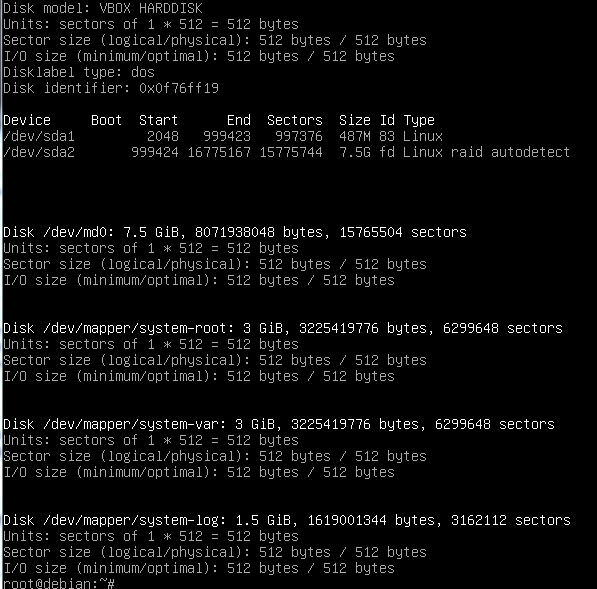 Disk model: VBOX HARDDISK
Units: sectors of 1 * 512 = 512 bytes
Sector size (logical/physical): 512 bytes / 512 bytes
I/O size (minimum/optimal): 512 bytes / 512 bytes
Disklabel type: dos
Disk identifier: 0x0f76ff19
Device     Boot  Start      End  Sectors  Size Id Type
/dev/sda1         2048   999423   997376  487M 83 Linux
/dev/sda2       999424 16775167 15775744  7.5G fd Linux raid autodetect
Disk /dev/md0: 7.5 GiB, 8071938048 bytes, 15765504 sectors
Units: sectors of 1 * 512 = 512 bytes
Sector size (logical/physical): 512 bytes / 512 bytes
I/O size (minimum/optimal): 512 bytes / 512 bytes
Disk /dev/mapper/system-root: 3 GiB, 3225419776 bytes, 6299648 sectors
Units: sectors of 1 * 512 = 512 bytes
Sector size (logical/physical): 512 bytes / 512 bytes
I/O size (minimum/optimal): 512 bytes / 512 bytes
Disk /dev/mapper/system-var: 3 GiB, 3225419776 bytes, 6299648 sectors
Units: sectors of 1 * 512 = 512 bytes
Sector size (logical/physical): 512 bytes / 512 bytes
I/O size (minimum/optimal): 512 bytes / 512 bytes
Disk /dev/mapper/system-log: 1.5 GiB, 1619001344 bytes, 3162112 sectors
Units: sectors of 1 * 512 = 512 bytes
Sector size (logical/physical): 512 bytes / 512 bytes
I/O size (minimum/optimal): 512 bytes / 512 bytes
root@debian:~#